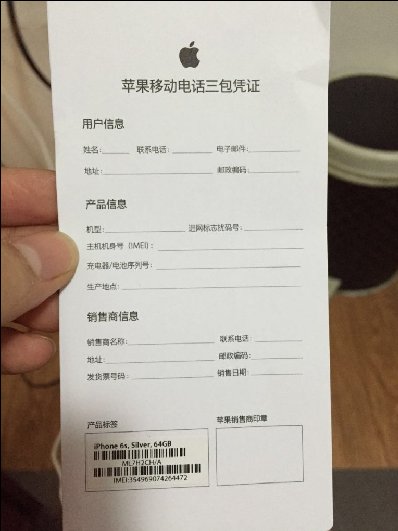 苹果移动电话三包凭证
用户信息
姓名: 联系电话: 电子邮件:
地址: 邮政编码:
产品信息
机型: 进网标志扰码号:
主机机身号 (IMEI) :
充电器/电池序列号:
生产地点:
销售商信息
销售商名称: 联系电话:
地址: 邮政编码:
发货票号码: 销售日期:
产品标签 苹果销售商印章
iPhone 6s, Silver, 64GB
ML7H2CH/A
IMEI:354969074264472